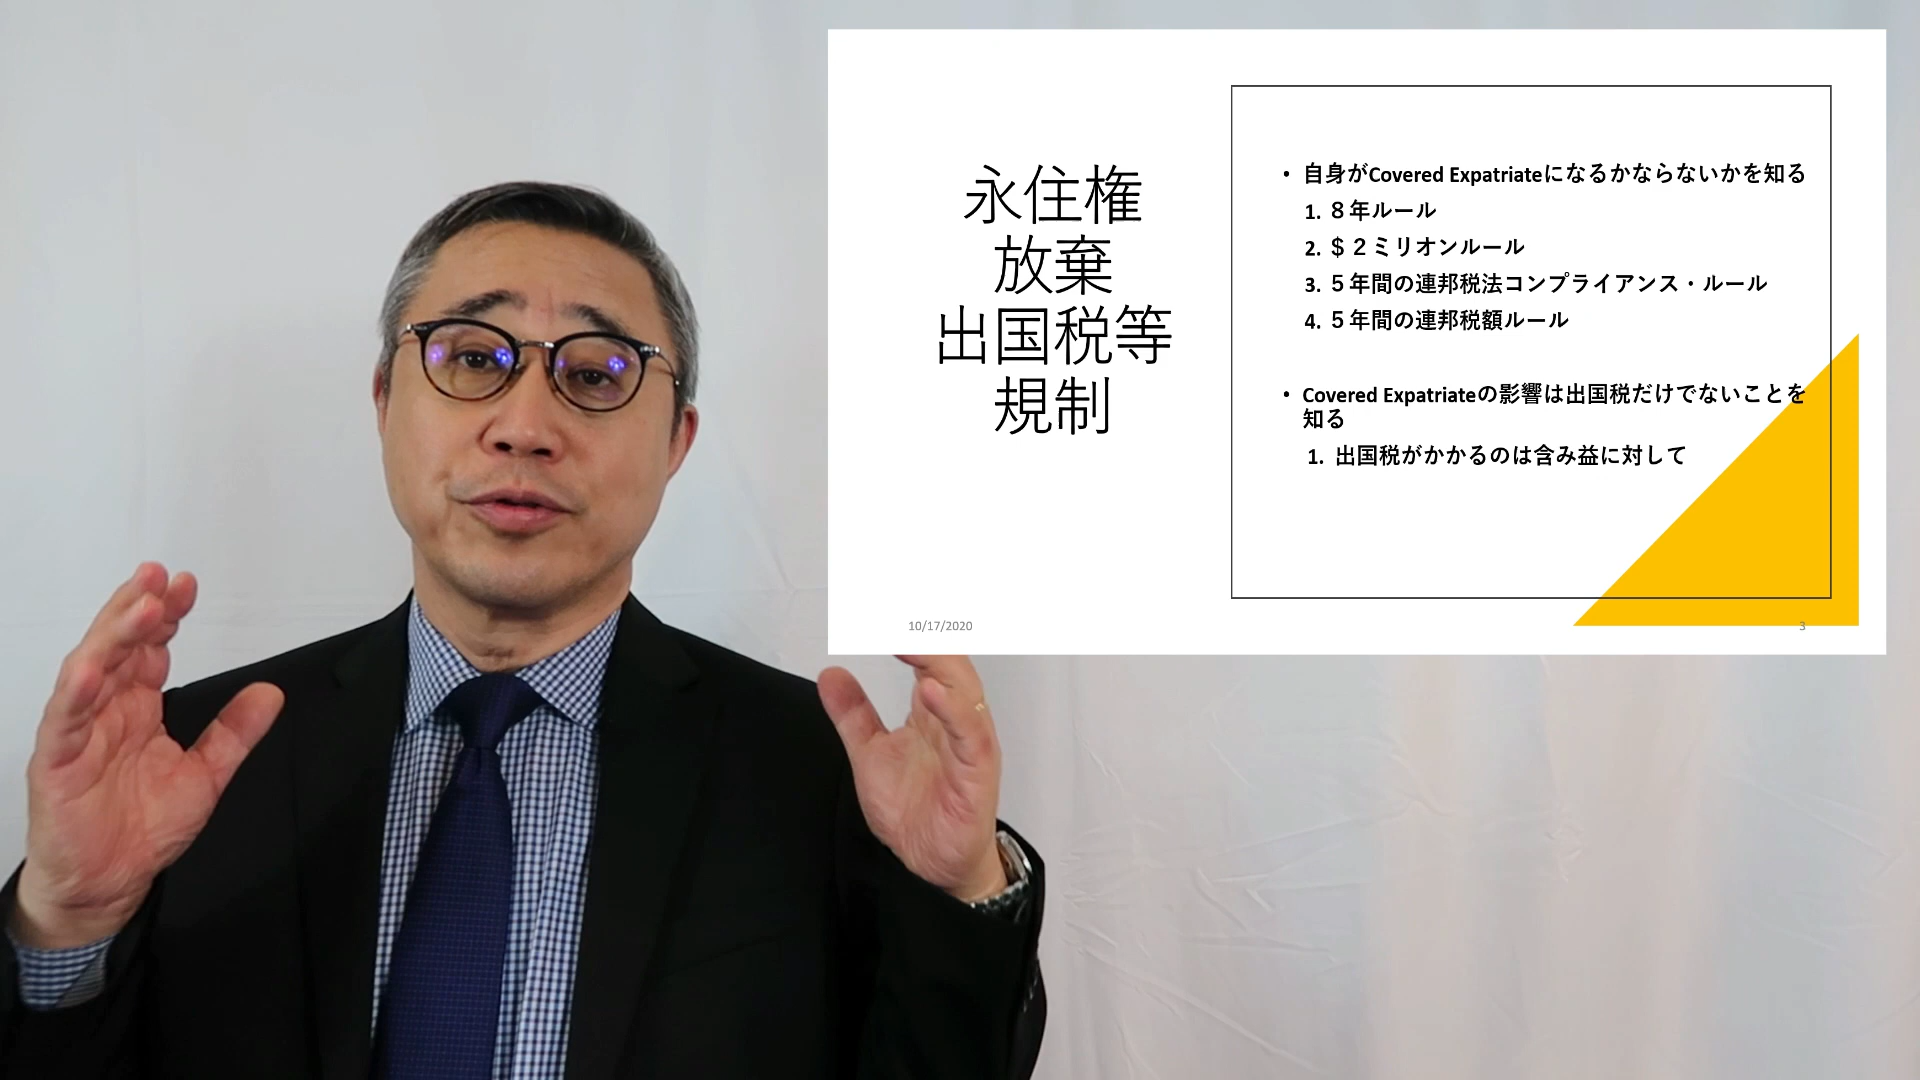 永住権
放棄
出国税等
規制
• 自身がCovered Expatriateになるかならないかを知る
1. ８年ルール
2. ＄２ミリオンルール
3. ５年間の連邦税法コンプライアンス・ルール
4. ５年間の連邦税額ルール
• Covered Expatriateの影響は出国税だけでないことを
知る
1. 出国税がかかるのは含み益に対して
10/17/2020
3